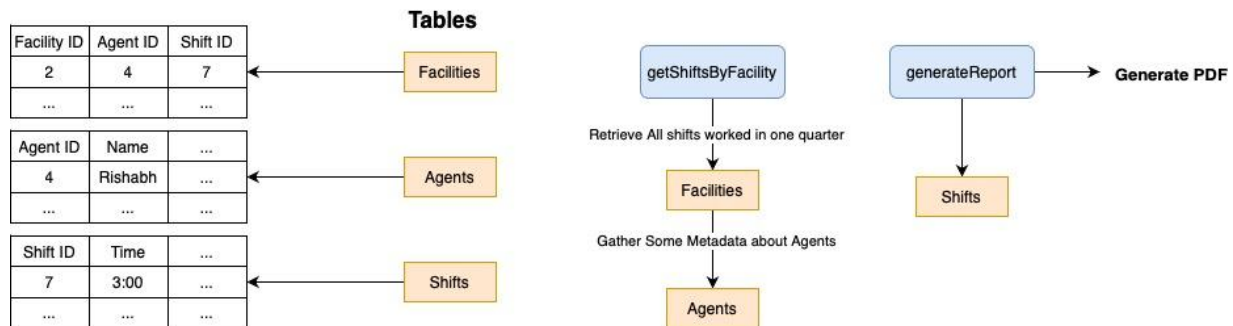 Tables
Facility ID Agent ID Shift ID
2 4 7
... ... ...
Facilities
Agent ID Name ...
4 Rishabh ...
... ... ...
Agents
Shift ID Time ...
7 3:00 ...
... ... ...
Shifts
getShiftsByFacility
Retrieve All shifts worked in one quarter
Facilities
Gather Some Metadata about Agents
Agents
generateReport
Generate PDF
Shifts